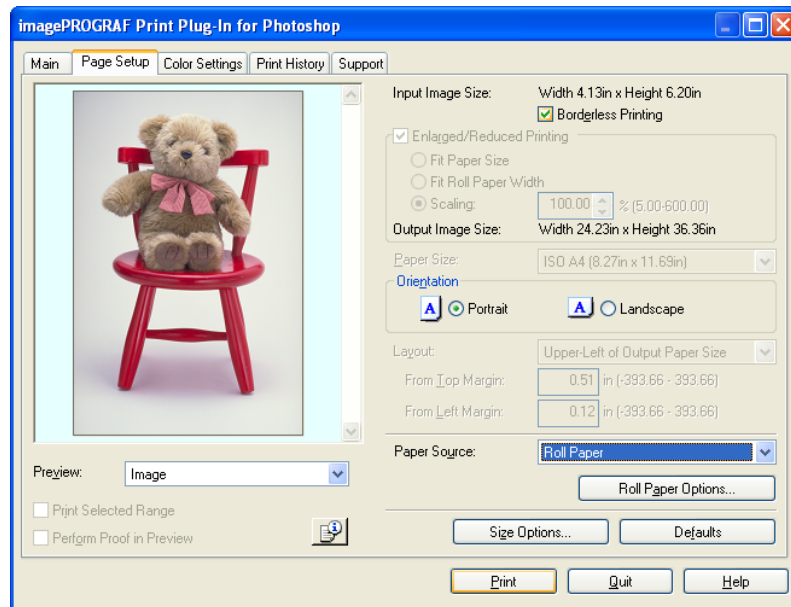 imagePROGRAF Print Plug-In for Photoshop
Main Page Setup Color Settings Print History Support
Input Image Size: Width 4.13in x Height 6.20in
Borderless Printing
Enlarged/Reduced Printing
Fit Paper Size
Fit Roll Paper Width
Scaling: 100.00 % (5.00-600.00)
Output Image Size: Width 24.23in x Height 36.36in
Paper Size: ISO A4 (8.27in x 11.69in)
Orientation
A Portrait A Landscape
Layout: Upper-Left of Output Paper Size
From Top Margin: 0.51 in (-393.66 - 393.66)
From Left Margin: 0.12 in (-393.66 - 393.66)
Paper Source: Roll Paper
Roll Paper Options...
Preview: Image
Print Selected Range
Perform Proof in Preview
Size Options... Defaults
Print Quit Help